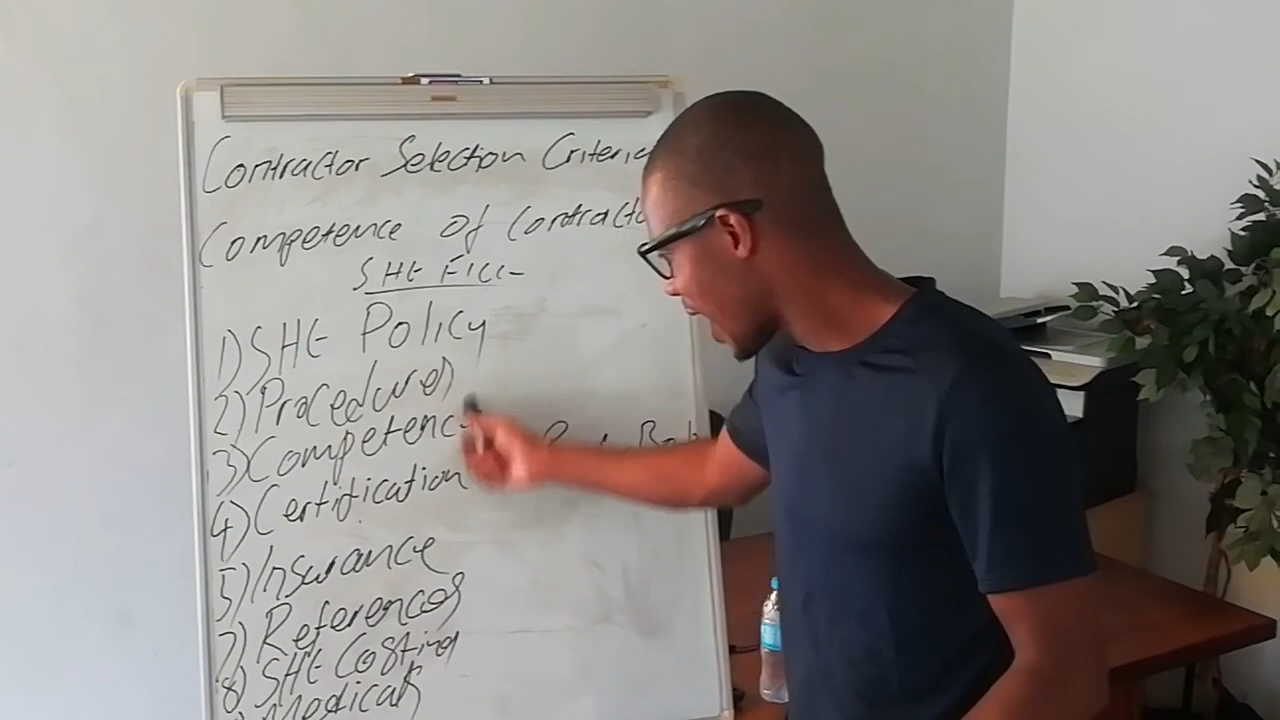 Contractor Selection Criteria
Competence of Contractor
SHE FILE
1) SHE Policy
2) Procedures
3) Competency
4) Certification
5) Insurance
7) References
8) SHE Costing
Medicals